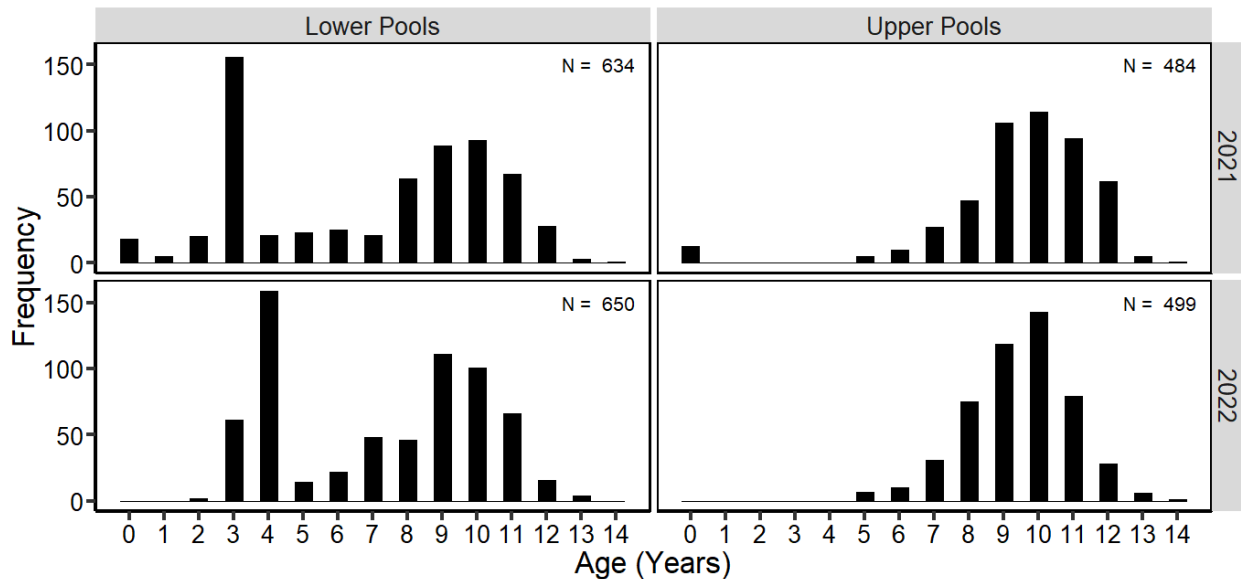 Lower Pools
Upper Pools
150
100
50
0
N = 634
N = 484
2021
Frequency
150
100
50
0
N = 650
N = 499
2022
0 1 2 3 4 5 6 7 8 9 10 11 12 13 14
0 1 2 3 4 5 6 7 8 9 10 11 12 13 14
Age (Years)